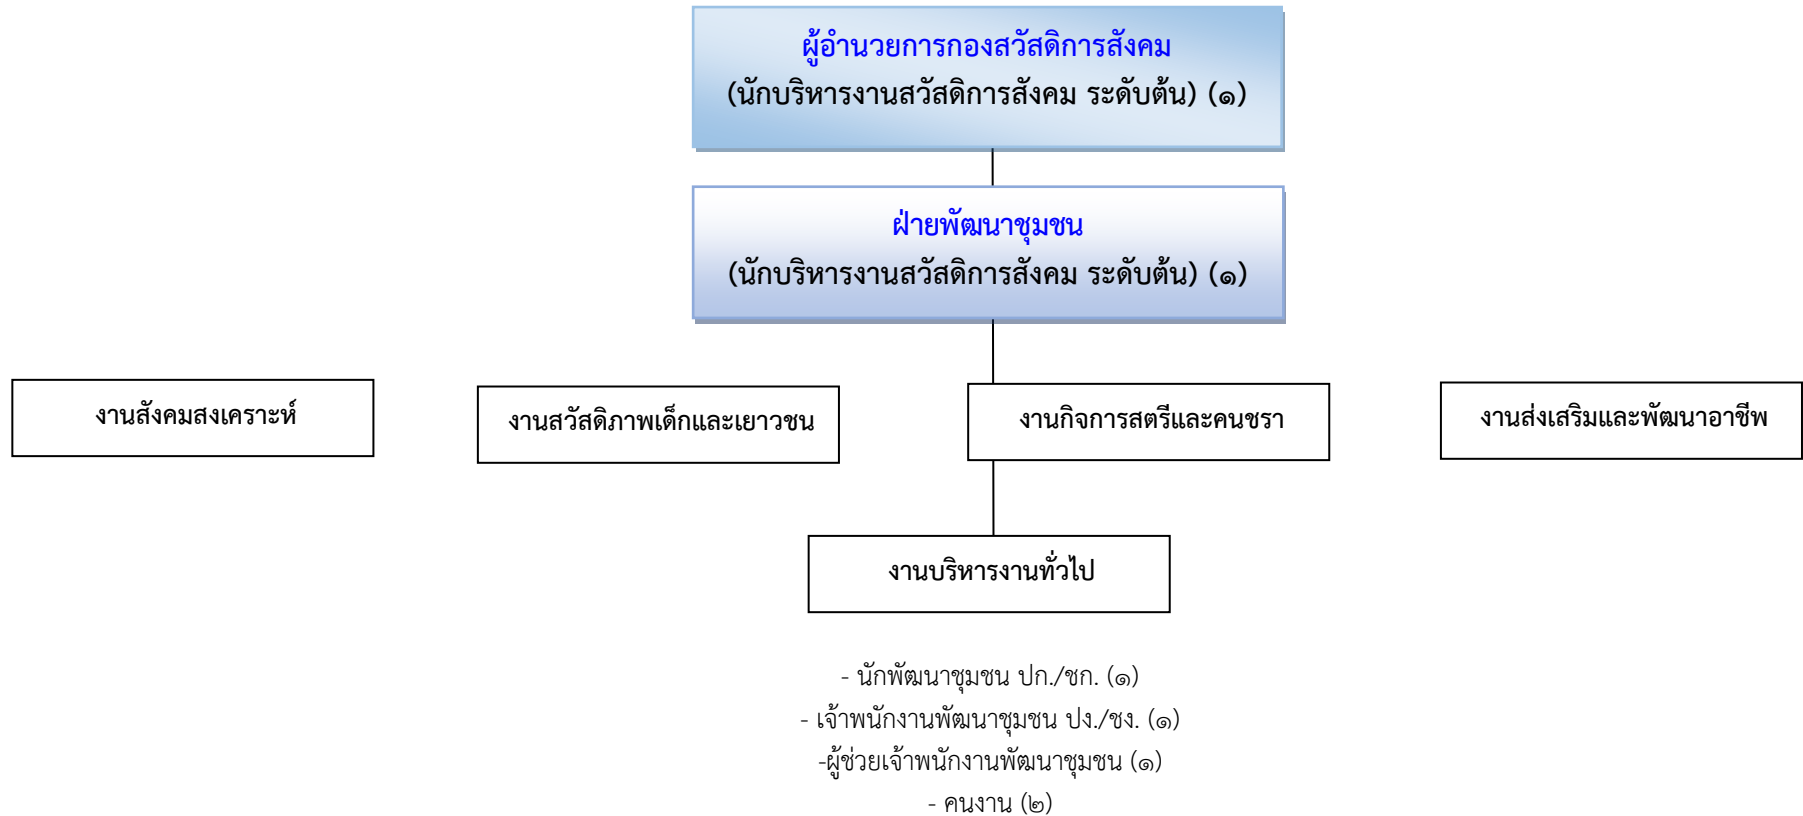 ผู้อำนวยการกองสวัสดิการสังคม
(นักบริหารงานสวัสดิการสังคม ระดับต้น) (๑)
ฝ่ายพัฒนาชุมชน
(นักบริหารงานสวัสดิการสังคม ระดับต้น) (๑)
งานสังคมสงเคราะห์
งานสวัสดิภาพเด็กและเยาวชน
งานกิจการสตรีและคนชรา
งานส่งเสริมและพัฒนาอาชีพ
งานบริหารงานทั่วไป
- นักพัฒนาชุมชน ปก./ชก. (๑)
- เจ้าพนักงานพัฒนาชุมชน ปง./ชง. (๑)
-ผู้ช่วยเจ้าพนักงานพัฒนาชุมชน (๑)
- คนงาน (๒)